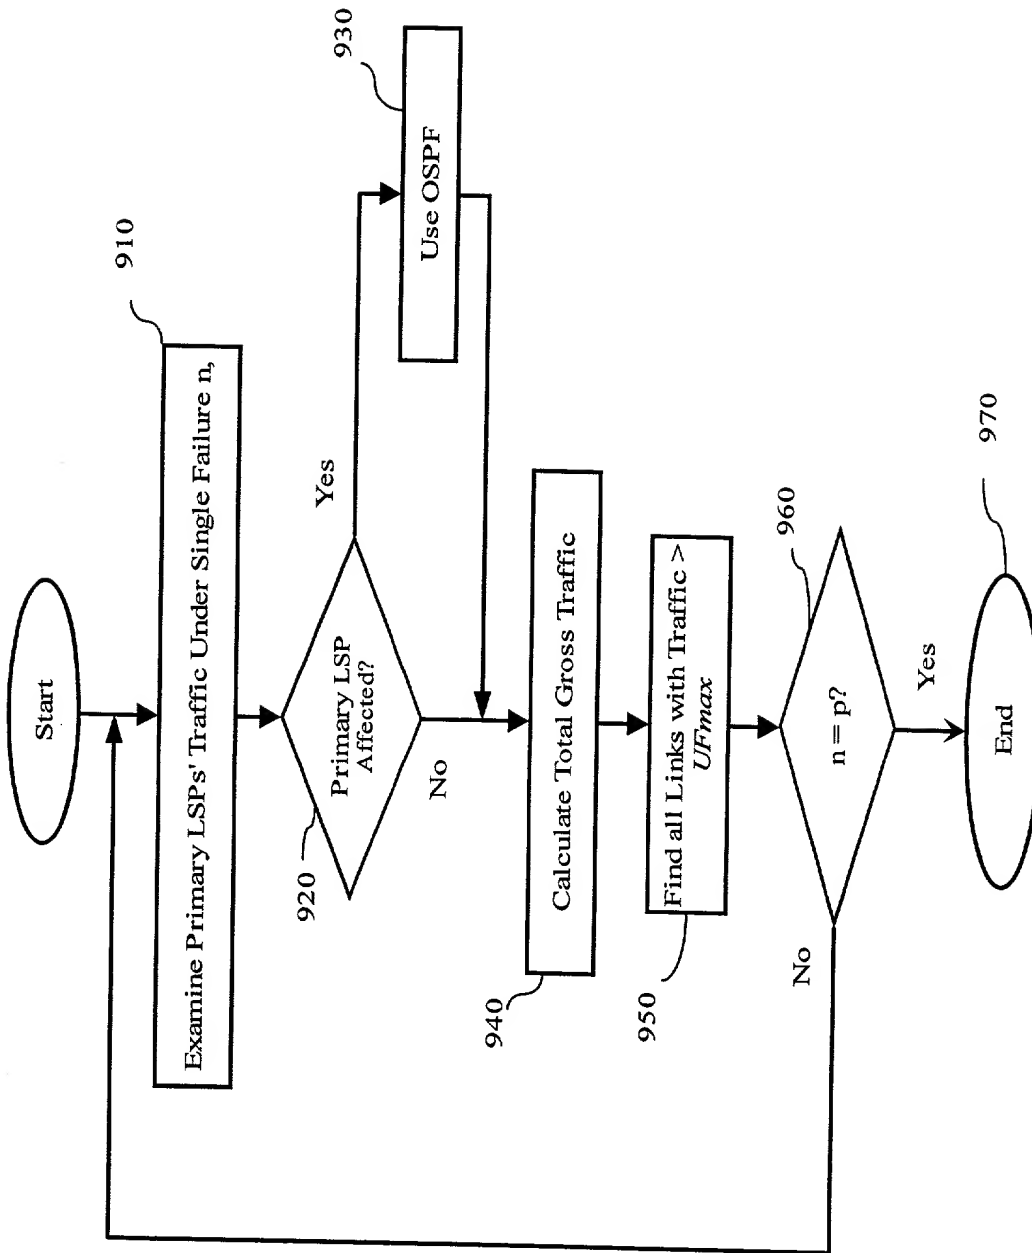 Start
910
Examine Primary LSPs' Traffic Under Single Failure n,
920
Primary LSP
Affected?
Yes
930
Use OSPF
No
940
Calculate Total Gross Traffic
950
Find all Links with Traffic >
UFmax
960
n = p?
No
Yes
970
End